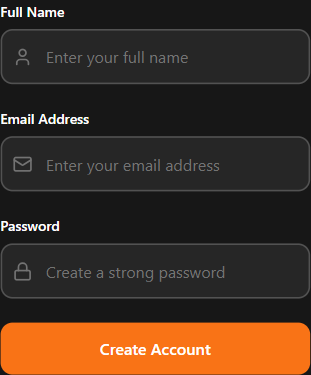 Full Name
Enter your full name
Email Address
Enter your email address
Password
Create a strong password
Create Account